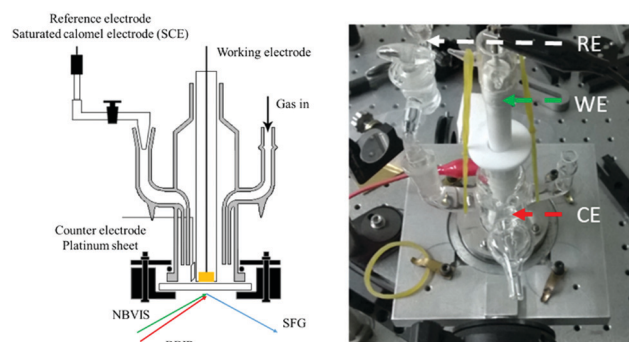 Reference electrode
Saturated calomel electrode (SCE)
Working electrode
Gas in
Counter electrode
Platinum sheet
NBVIS
SFG
RE
WE
CE